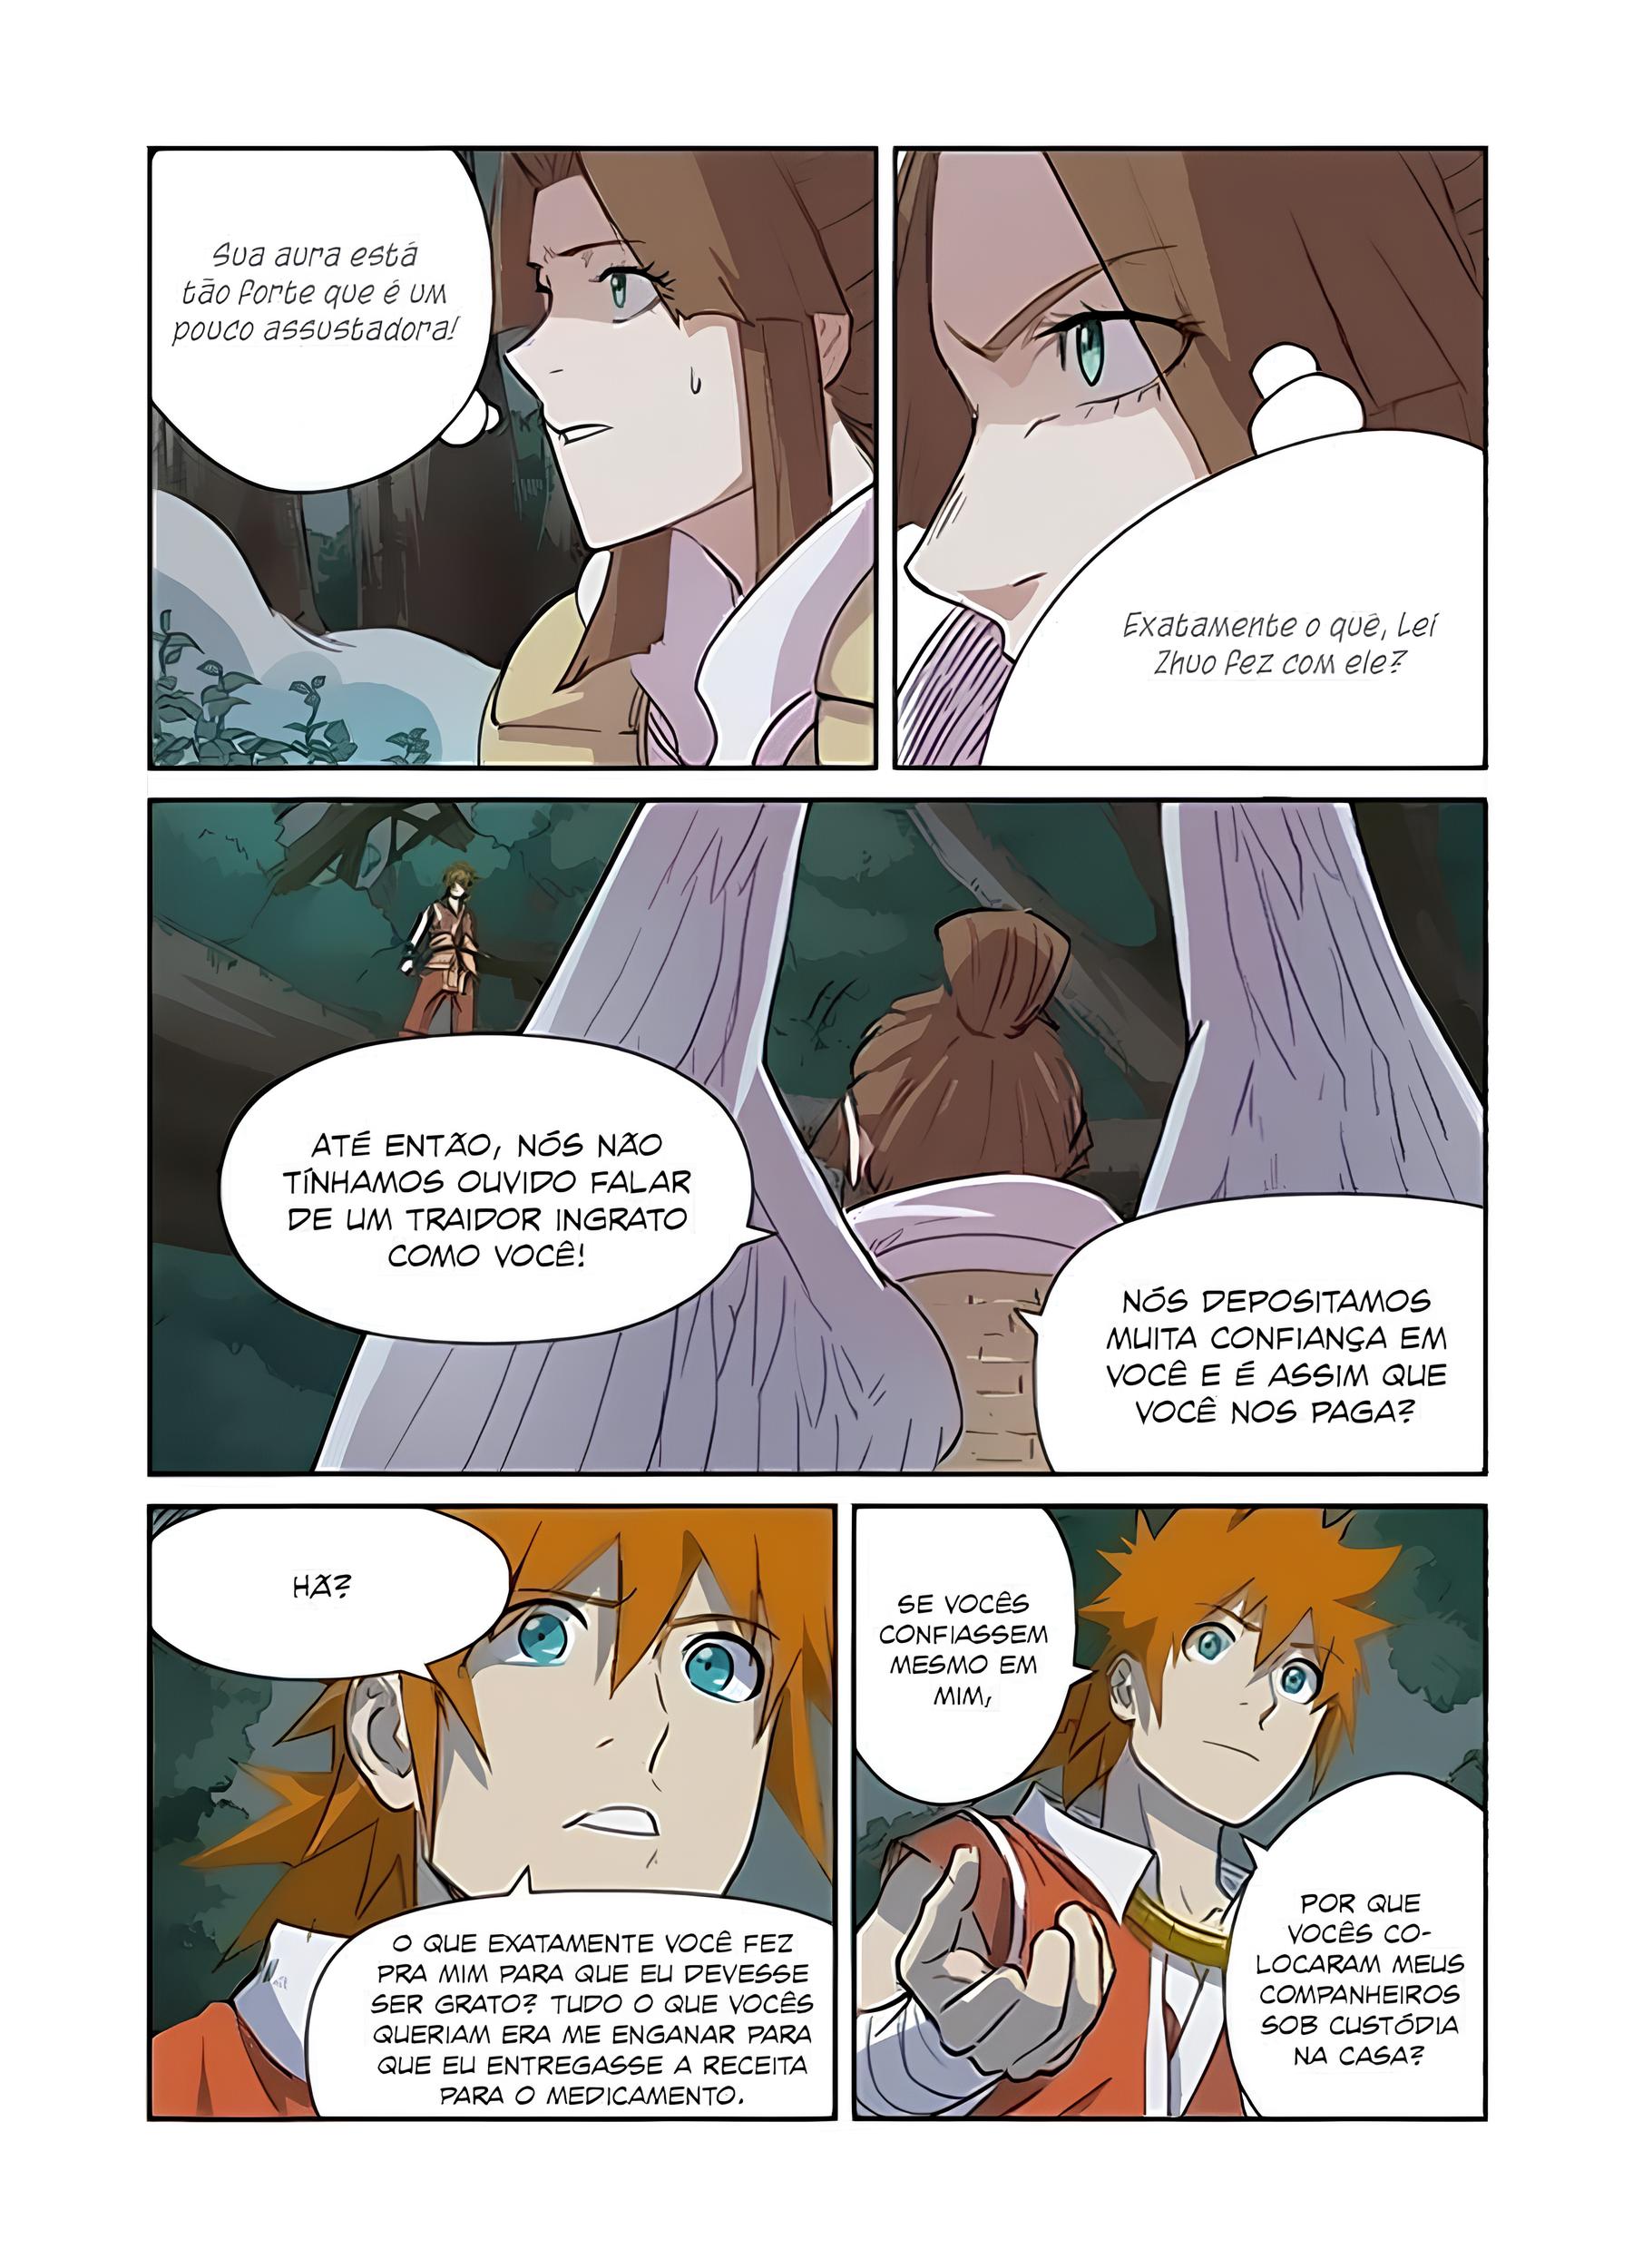 Sua aura está
tão forte que é um
pouco assustadora!
Exatamente o quê, Lei
Zhuo fez com ele?
ATÉ ENTÃO, NÓS NÃO
TÍNHAMOS OUVIDO FALAR
DE UM TRAIDOR INGRATO
COMO VOCÊ!
NÓS DEPOSITAMOS
MUITA CONFIANÇA EM
VOCÊ E É ASSIM QUE
VOCÊ NOS PAGA?
HÃ?
O QUE EXATAMENTE VOCÊ FEZ
PRA MIM PARA QUE EU DEVESSE
SER GRATO? TUDO O QUE VOCÊS
QUERIAM ERA ME ENGANAR PARA
QUE EU ENTREGASSE A RECEITA
PARA O MEDICAMENTO.
SE VOCÊS
CONFIASSEM
MESMO EM
MIM,
POR QUE
VOCÊS CO-
LOCARAM MEUS
COMPANHEIROS
SOB CUSTÓDIA
NA CASA?